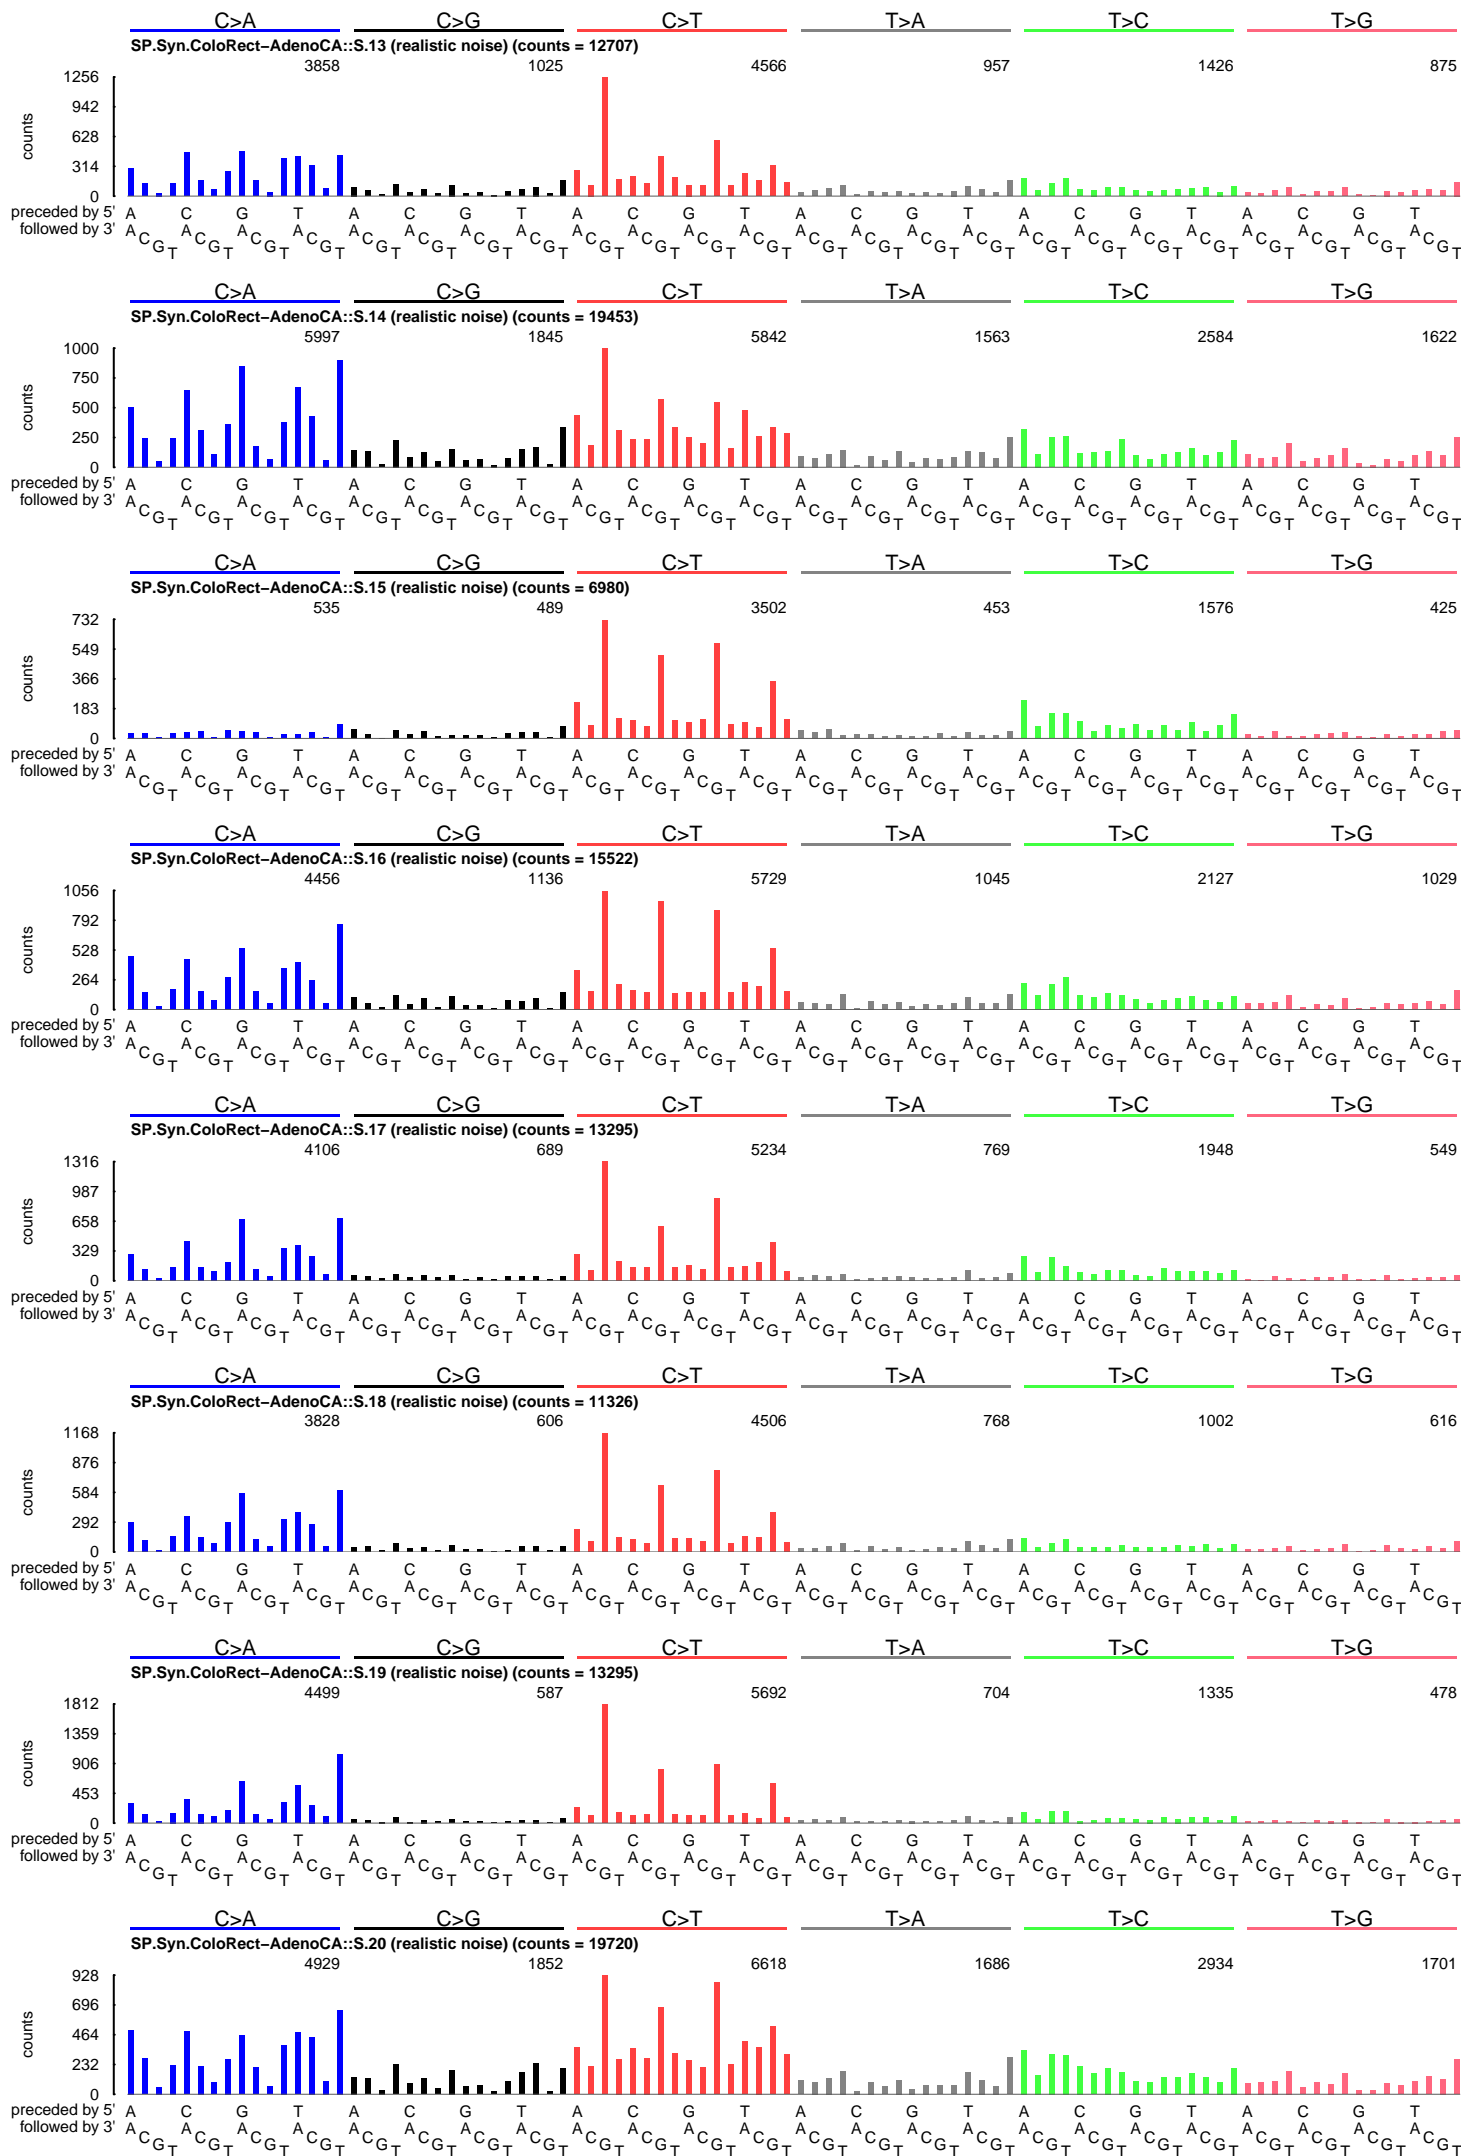 C>A C>G C>T T>A T>C T>G
SP.Syn.ColoRect−AdenoCA::S.13 (realistic noise) (counts = 12707)
3858 1025 4566 957 1426 875
1256
942
628
314
0
counts
preceded by 5' A C G T A C G T A C G T A C G T A C G T A C G T
followed by 3' A C G T A C G T A C G T A C G T A C G T A C G T A C G T A C G T A C G T A C G T A C G T A C G T A C G T A C G T A C G T A C G T A C G T A C G T A C G T A C G T A C G T A C G T A C G T A C G T
C>A C>G C>T T>A T>C T>G
SP.Syn.ColoRect−AdenoCA::S.14 (realistic noise) (counts = 19453)
5997 1845 5842 1563 2584 1622
1000
750
500
250
0
counts
preceded by 5' A C G T A C G T A C G T A C G T A C G T A C G T
followed by 3' A C G T A C G T A C G T A C G T A C G T A C G T A C G T A C G T A C G T A C G T A C G T A C G T A C G T A C G T A C G T A C G T A C G T A C G T A C G T A C G T A C G T A C G T A C G T A C G T
C>A C>G C>T T>A T>C T>G
SP.Syn.ColoRect−AdenoCA::S.15 (realistic noise) (counts = 6980)
535 489 3502 453 1576 425
732
549
366
183
0
counts
preceded by 5' A C G T A C G T A C G T A C G T A C G T A C G T
followed by 3' A C G T A C G T A C G T A C G T A C G T A C G T A C G T A C G T A C G T A C G T A C G T A C G T A C G T A C G T A C G T A C G T A C G T A C G T A C G T A C G T A C G T A C G T A C G T A C G T
C>A C>G C>T T>A T>C T>G
SP.Syn.ColoRect−AdenoCA::S.16 (realistic noise) (counts = 15522)
4456 1136 5729 1045 2127 1029
1056
792
528
264
0
counts
preceded by 5' A C G T A C G T A C G T A C G T A C G T A C G T
followed by 3' A C G T A C G T A C G T A C G T A C G T A C G T A C G T A C G T A C G T A C G T A C G T A C G T A C G T A C G T A C G T A C G T A C G T A C G T A C G T A C G T A C G T A C G T A C G T A C G T
C>A C>G C>T T>A T>C T>G
SP.Syn.ColoRect−AdenoCA::S.17 (realistic noise) (counts = 13295)
4106 689 5234 769 1948 549
1316
987
658
329
0
counts
preceded by 5' A C G T A C G T A C G T A C G T A C G T A C G T
followed by 3' A C G T A C G T A C G T A C G T A C G T A C G T A C G T A C G T A C G T A C G T A C G T A C G T A C G T A C G T A C G T A C G T A C G T A C G T A C G T A C G T A C G T A C G T A C G T A C G T
C>A C>G C>T T>A T>C T>G
SP.Syn.ColoRect−AdenoCA::S.18 (realistic noise) (counts = 11326)
3828 606 4506 768 1002 616
1168
876
584
292
0
counts
preceded by 5' A C G T A C G T A C G T A C G T A C G T A C G T
followed by 3' A C G T A C G T A C G T A C G T A C G T A C G T A C G T A C G T A C G T A C G T A C G T A C G T A C G T A C G T A C G T A C G T A C G T A C G T A C G T A C G T A C G T A C G T A C G T A C G T
C>A C>G C>T T>A T>C T>G
SP.Syn.ColoRect−AdenoCA::S.19 (realistic noise) (counts = 13295)
4499 587 5692 704 1335 478
1812
1359
906
453
0
counts
preceded by 5' A C G T A C G T A C G T A C G T A C G T A C G T
followed by 3' A C G T A C G T A C G T A C G T A C G T A C G T A C G T A C G T A C G T A C G T A C G T A C G T A C G T A C G T A C G T A C G T A C G T A C G T A C G T A C G T A C G T A C G T A C G T A C G T
C>A C>G C>T T>A T>C T>G
SP.Syn.ColoRect−AdenoCA::S.20 (realistic noise) (counts = 19720)
4929 1852 6618 1686 2934 1701
928
696
464
232
0
counts
preceded by 5' A C G T A C G T A C G T A C G T A C G T A C G T
followed by 3' A C G T A C G T A C G T A C G T A C G T A C G T A C G T A C G T A C G T A C G T A C G T A C G T A C G T A C G T A C G T A C G T A C G T A C G T A C G T A C G T A C G T A C G T A C G T A C G T